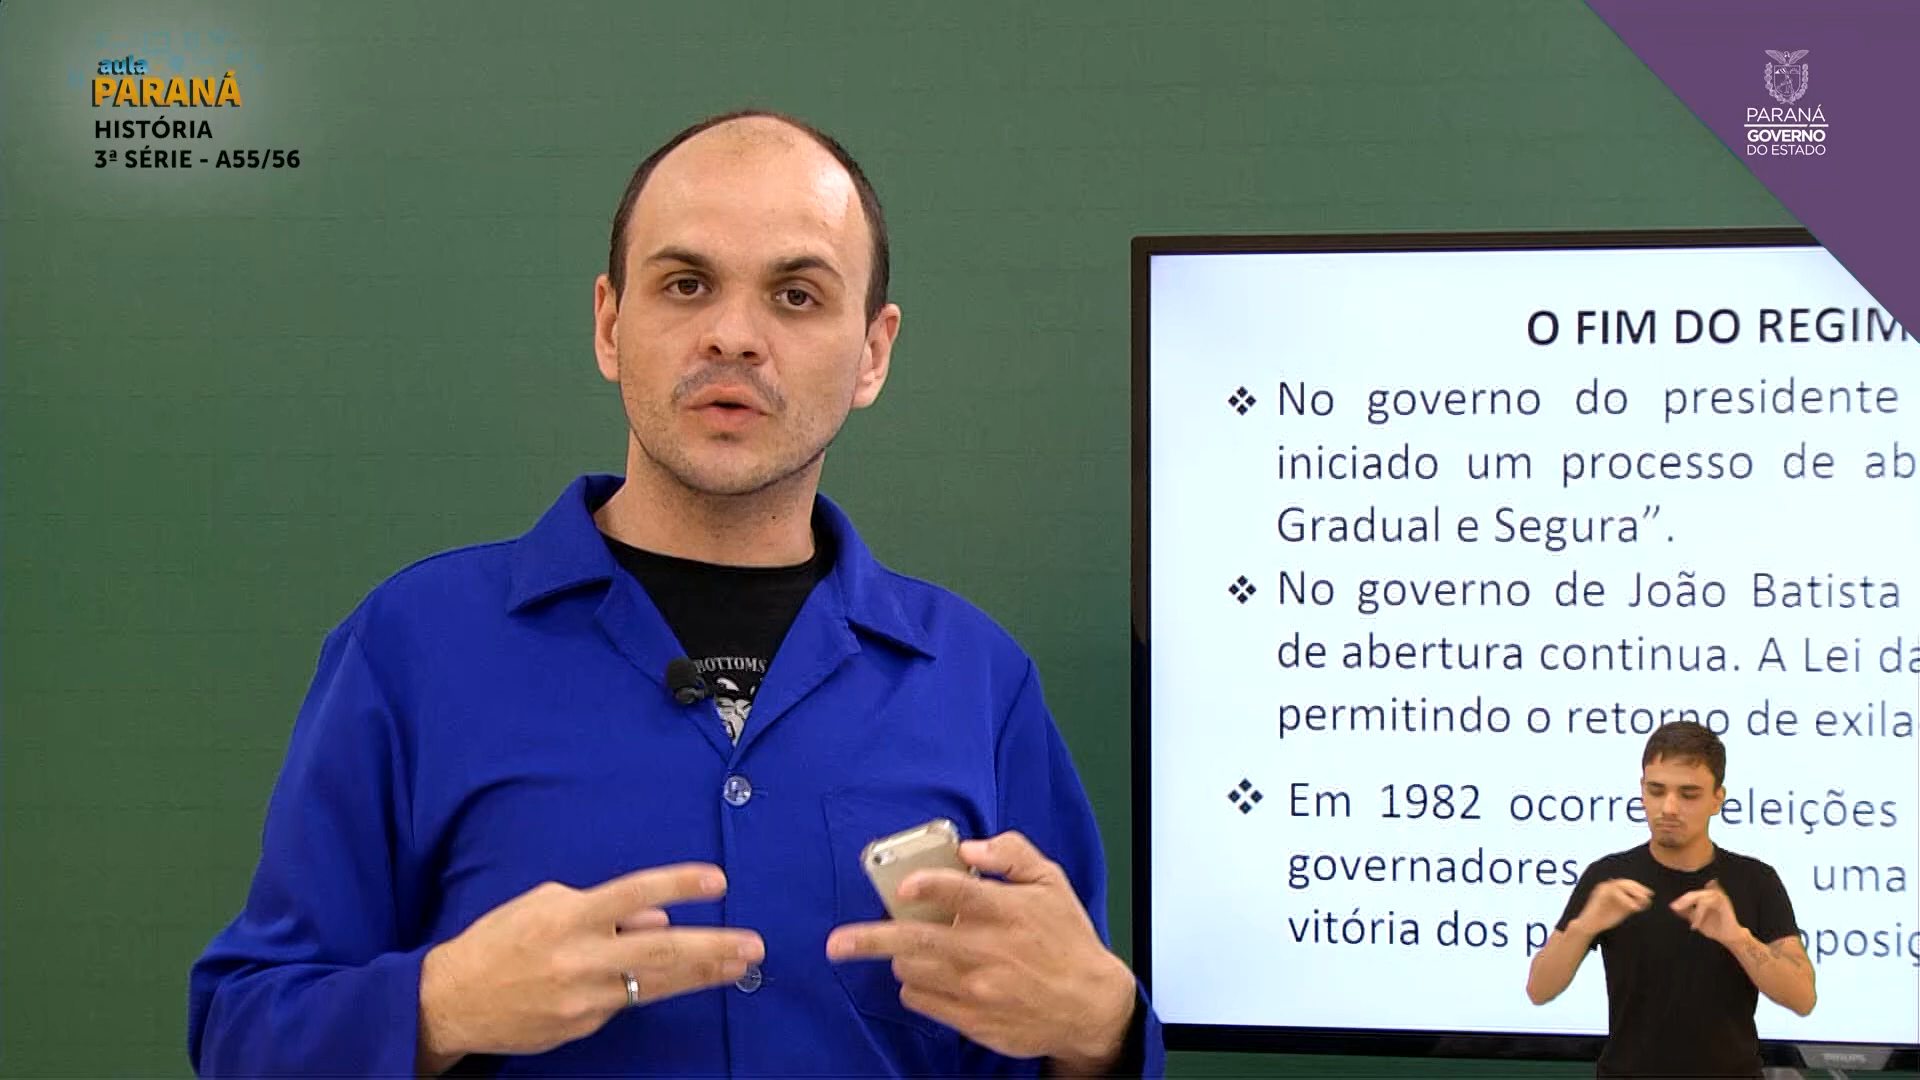 aula
PARANÁ
HISTÓRIA
3ª SÉRIE - A55/56
PARANÁ
GOVERNO
DO ESTADO
O FIM DO REGIM
No governo do presidente
iniciado um processo de ab
Gradual e Segura”.
No governo de João Batista
de abertura continua. A Lei da
permitindo o retorno de exila
Em 1982 ocorre eleições
governadores uma
vitória dos p oposiç
BOTTOMS
PHILIPS